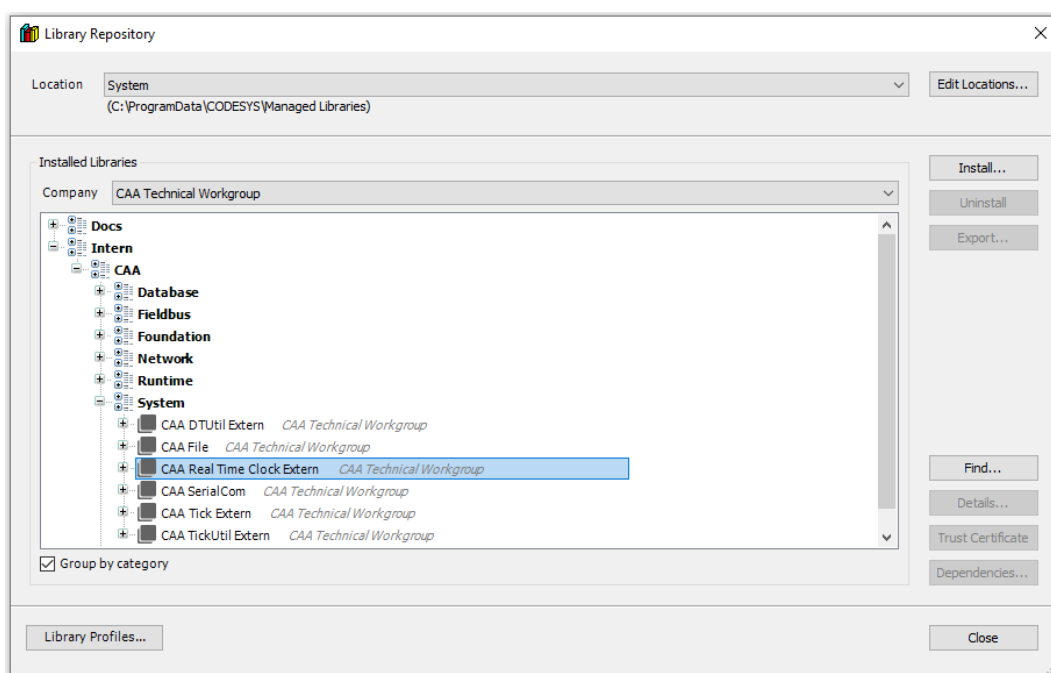 Library Repository
Location System Edit Locations...
(C:\ProgramData\CODESYS\Managed Libraries)
Installed Libraries
Install...
Company CAA Technical Workgroup
Uninstall
Docs
Export...
Intern
CAA
Database
Fieldbus
Foundation
Network
Runtime
System
CAA DTUtil Extern CAA Technical Workgroup
CAA File CAA Technical Workgroup
CAA Real Time Clock Extern CAA Technical Workgroup
Find...
CAA SerialCom CAA Technical Workgroup
Details...
CAA Tick Extern CAA Technical Workgroup
CAA TickUtil Extern CAA Technical Workgroup
Trust Certificate
Group by category
Dependencies...
Library Profiles...
Close